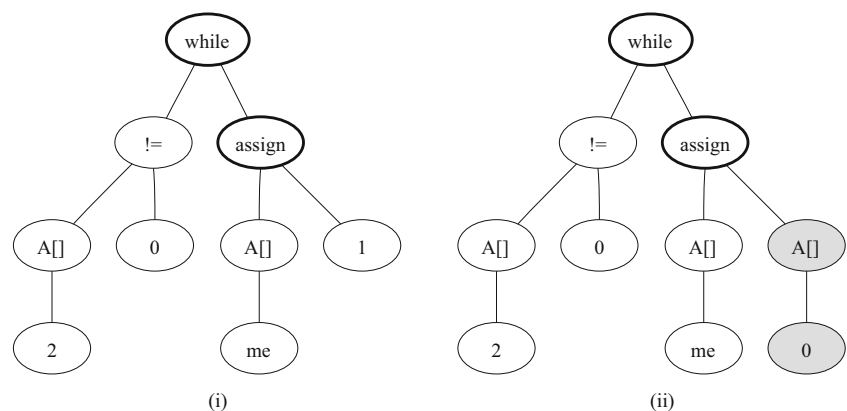 while
!=
assign
A[]
0
A[]
1
2
me
(i)
while
!=
assign
A[]
0
A[]
A[]
2
me
0
(ii)